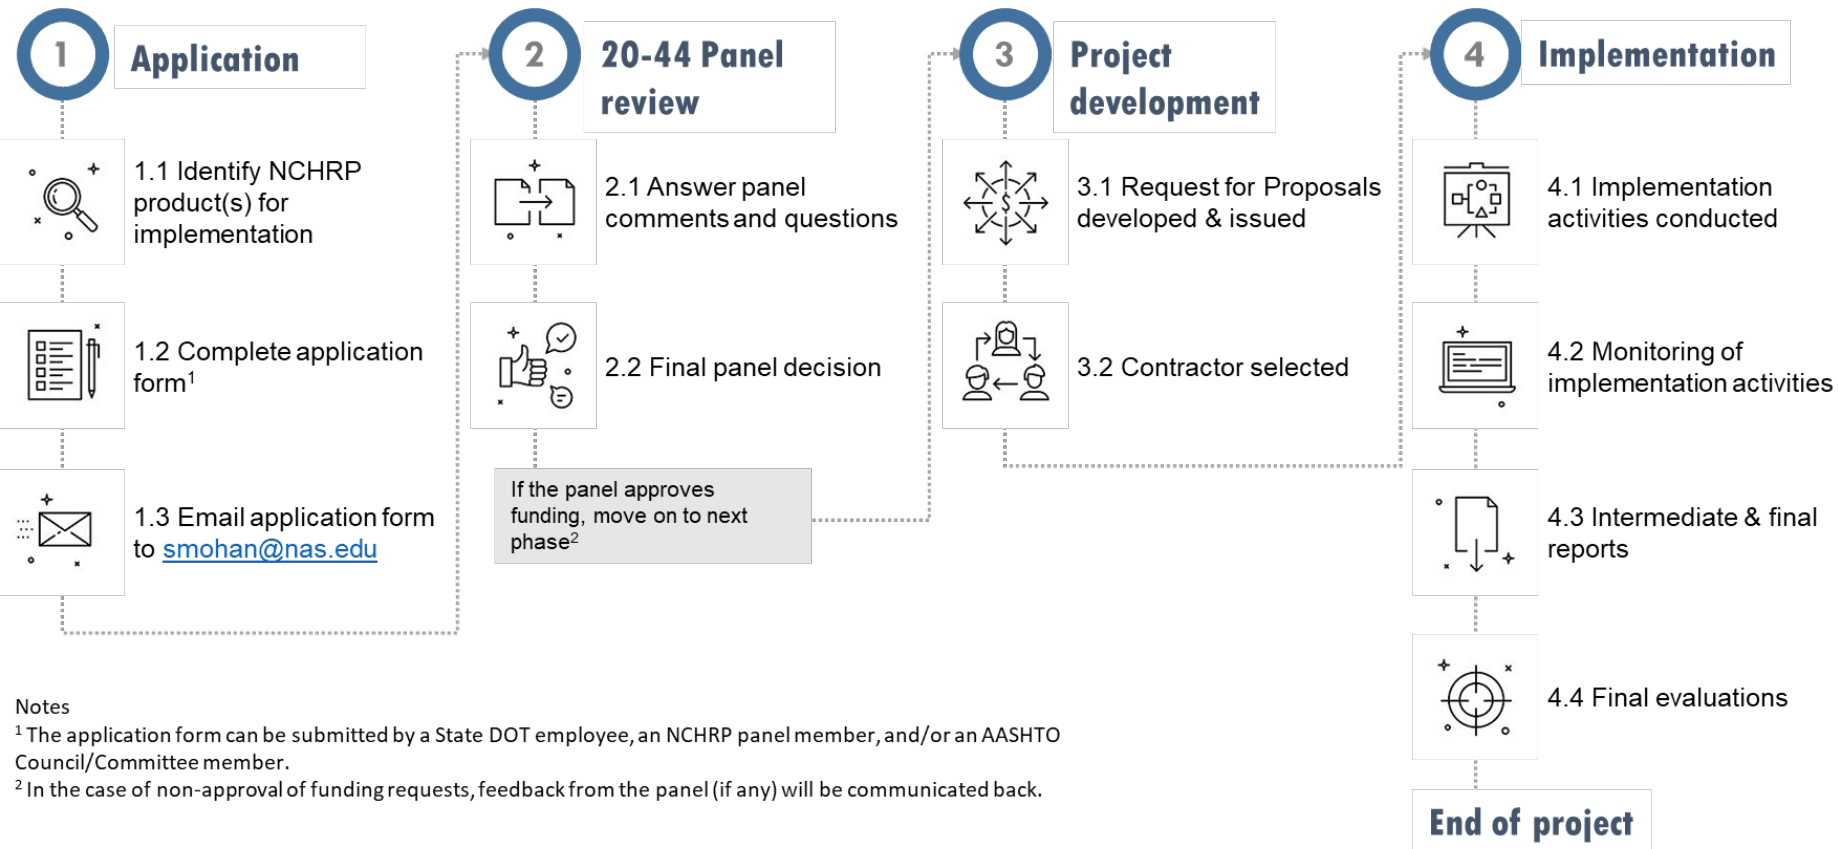 1
Application
1.1 Identify NCHRP
product(s) for
implementation
1.2 Complete application
form¹
1.3 Email application form
to smohan@nas.edu
2
20-44 Panel
review
2.1 Answer panel
comments and questions
2.2 Final panel decision
If the panel approves
funding, move on to next
phase²
3
Project
development
$
3.1 Request for Proposals
developed & issued
3.2 Contractor selected
4
Implementation
4.1 Implementation
activities conducted
4.2 Monitoring of
implementation activities
4.3 Intermediate & final
reports
4.4 Final evaluations
End of project
Notes
¹ The application form can be submitted by a State DOT employee, an NCHRP panel member, and/or an AASHTO
Council/Committee member.
² In the case of non-approval of funding requests, feedback from the panel (if any) will be communicated back.